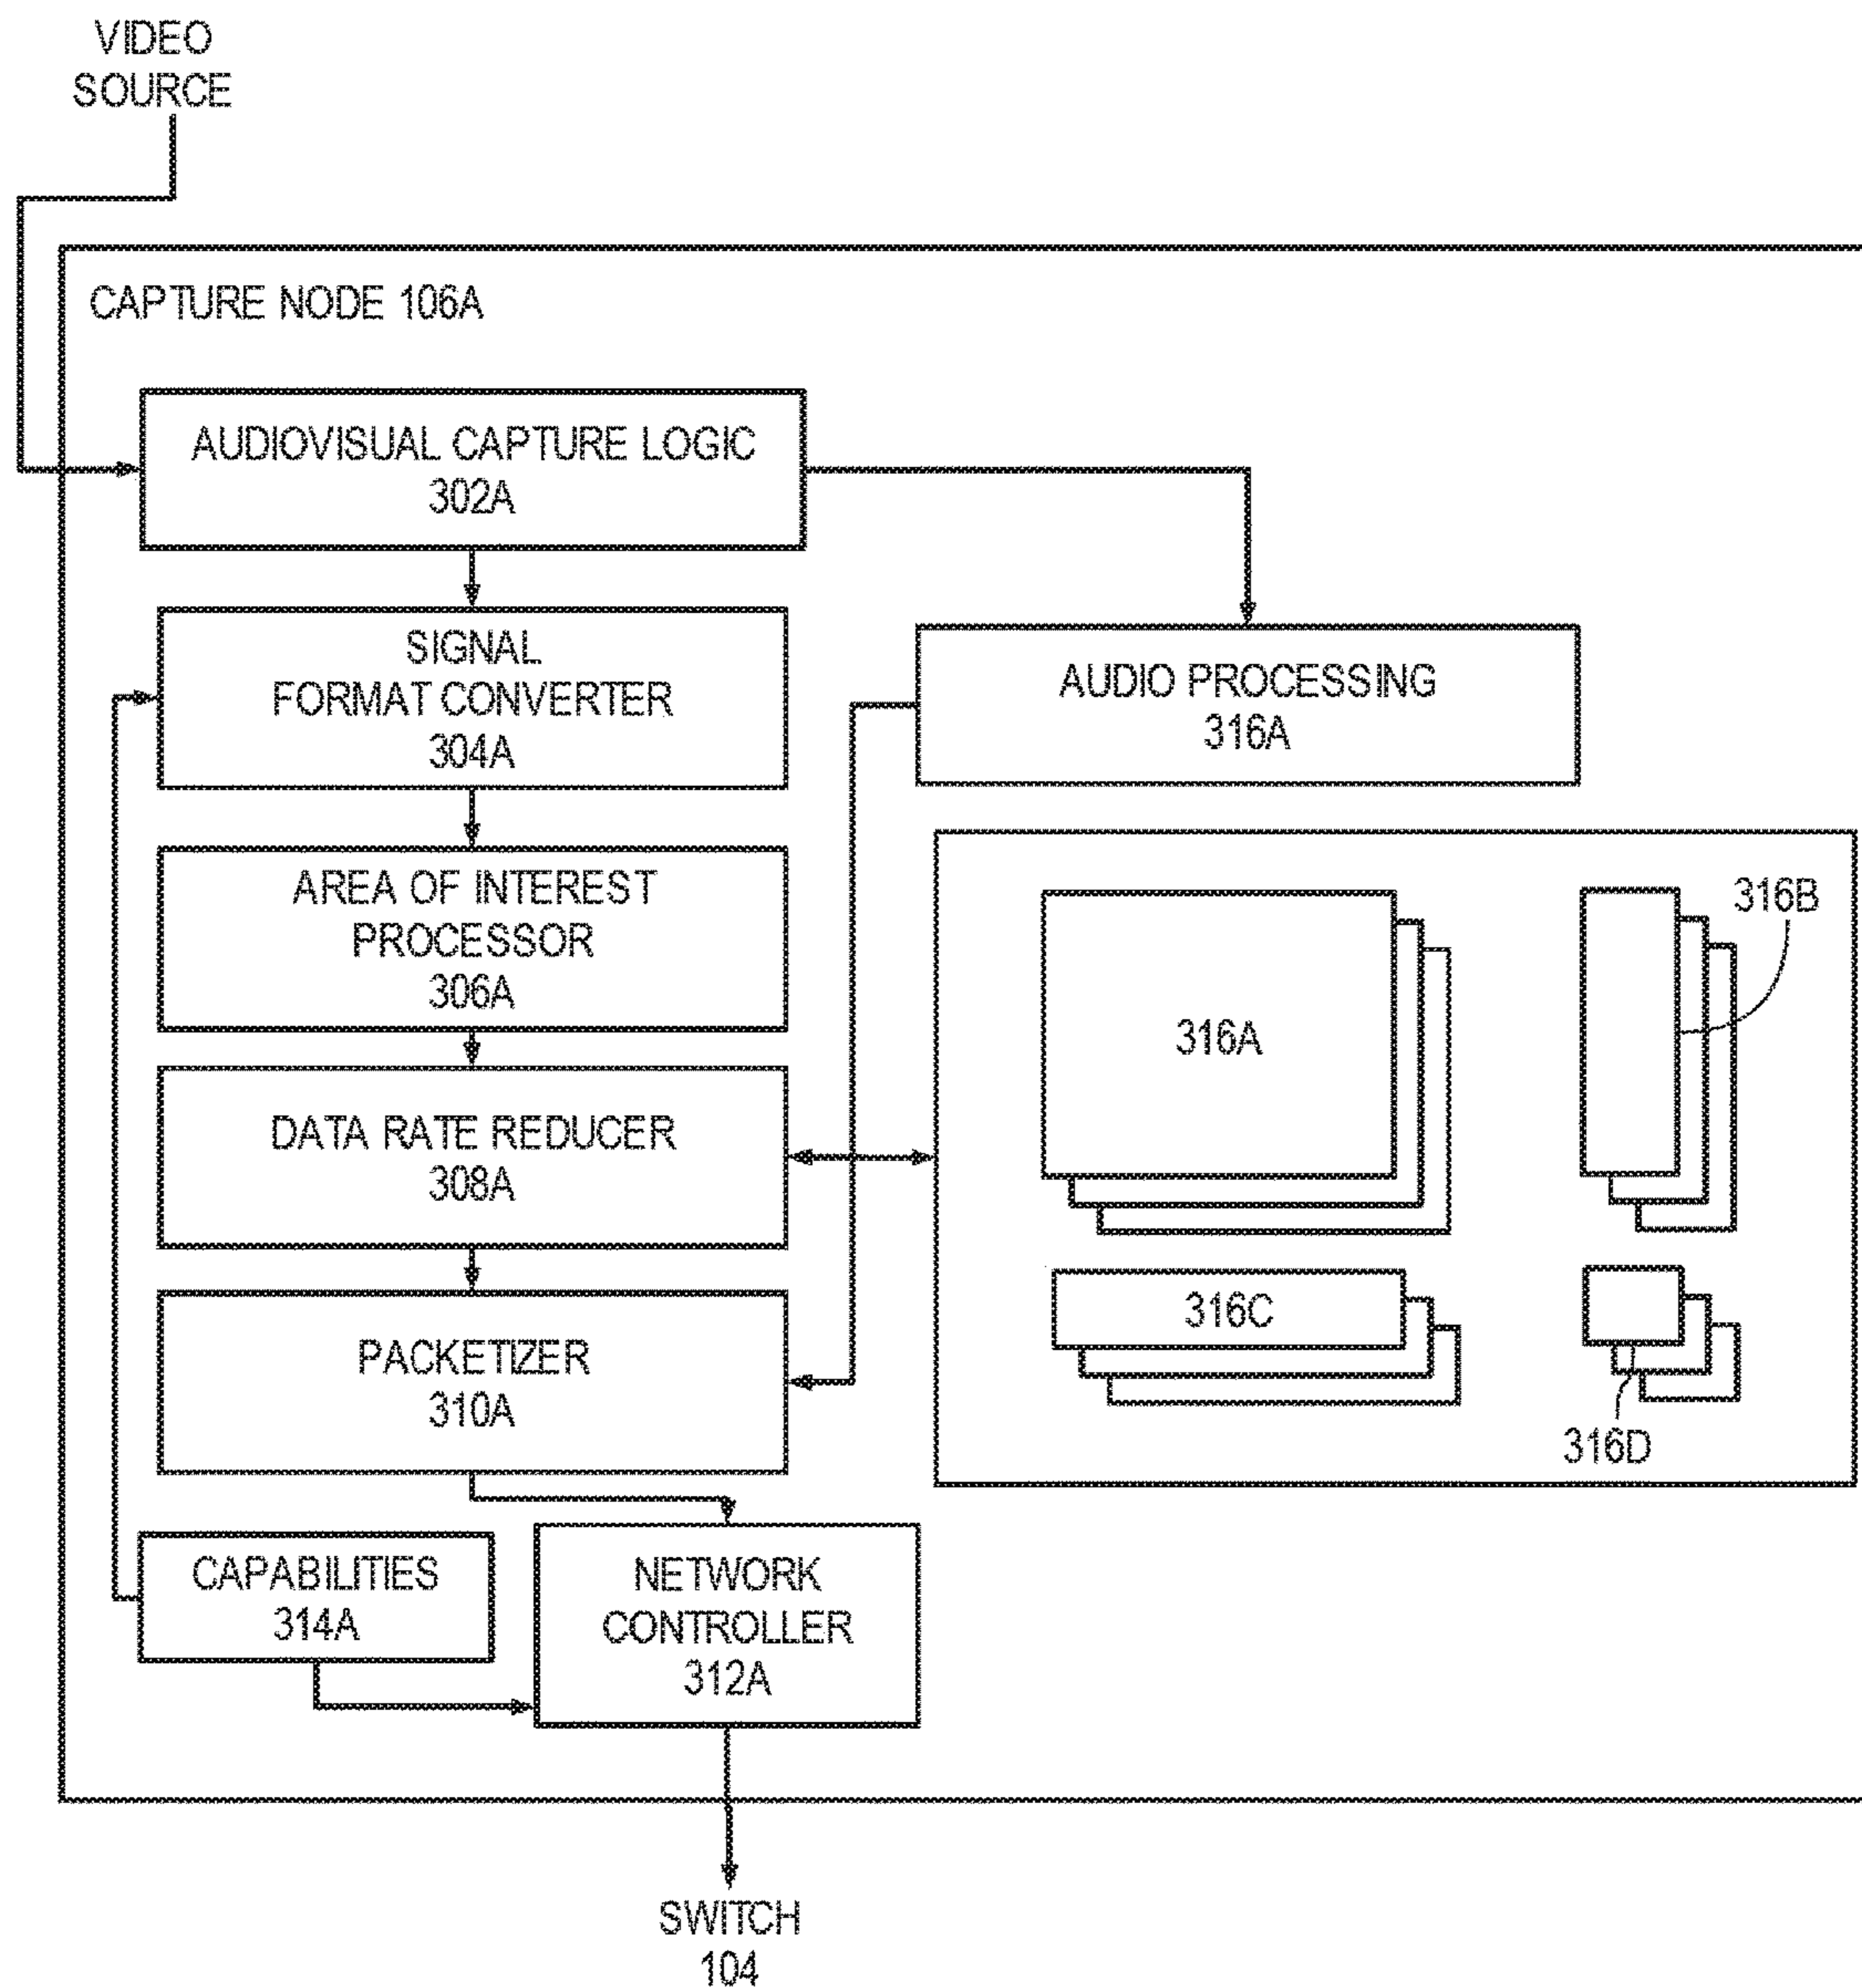 VIDEO
SOURCE
CAPTURE NODE 106A
AUDIOVISUAL CAPTURE LOGIC
302A
SIGNAL
FORMAT CONVERTER
304A
AUDIO PROCESSING
316A
AREA OF INTEREST
PROCESSOR
306A
316B
316A
DATA RATE REDUCER
308A
316C
PACKETIZER
310A
316D
CAPABILITIES
314A
NETWORK
CONTROLLER
312A
SWITCH
104